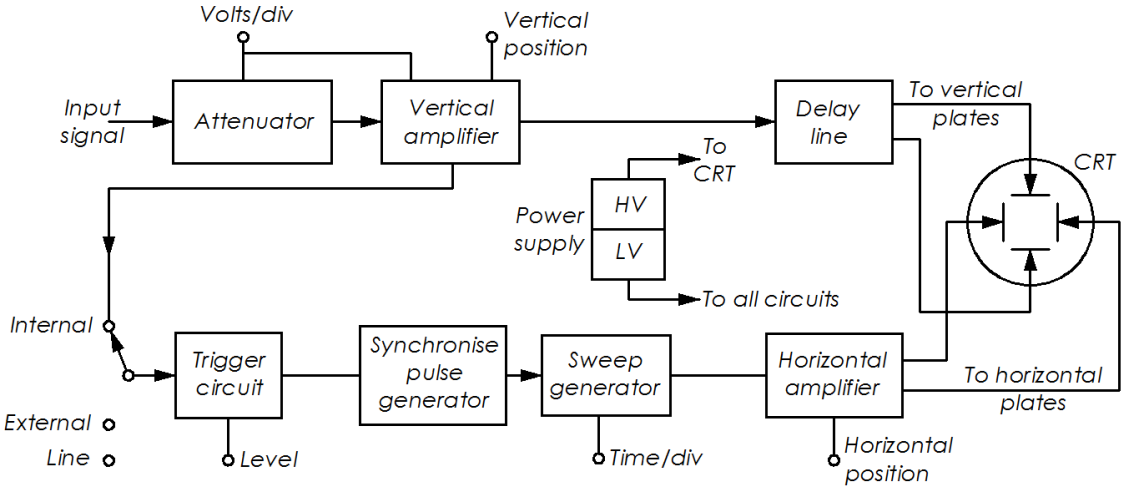 Volts/div
Vertical
position
Input
signal
Attenuator
Vertical
amplifier
Delay
line
To vertical
plates
CRT
To
CRT
Power
supply
HV
LV
To all circuits
Internal
External
Line
Trigger
circuit
Level
Synchronise
pulse
generator
Sweep
generator
Time/div
Horizontal
amplifier
Horizontal
position
To horizontal
plates